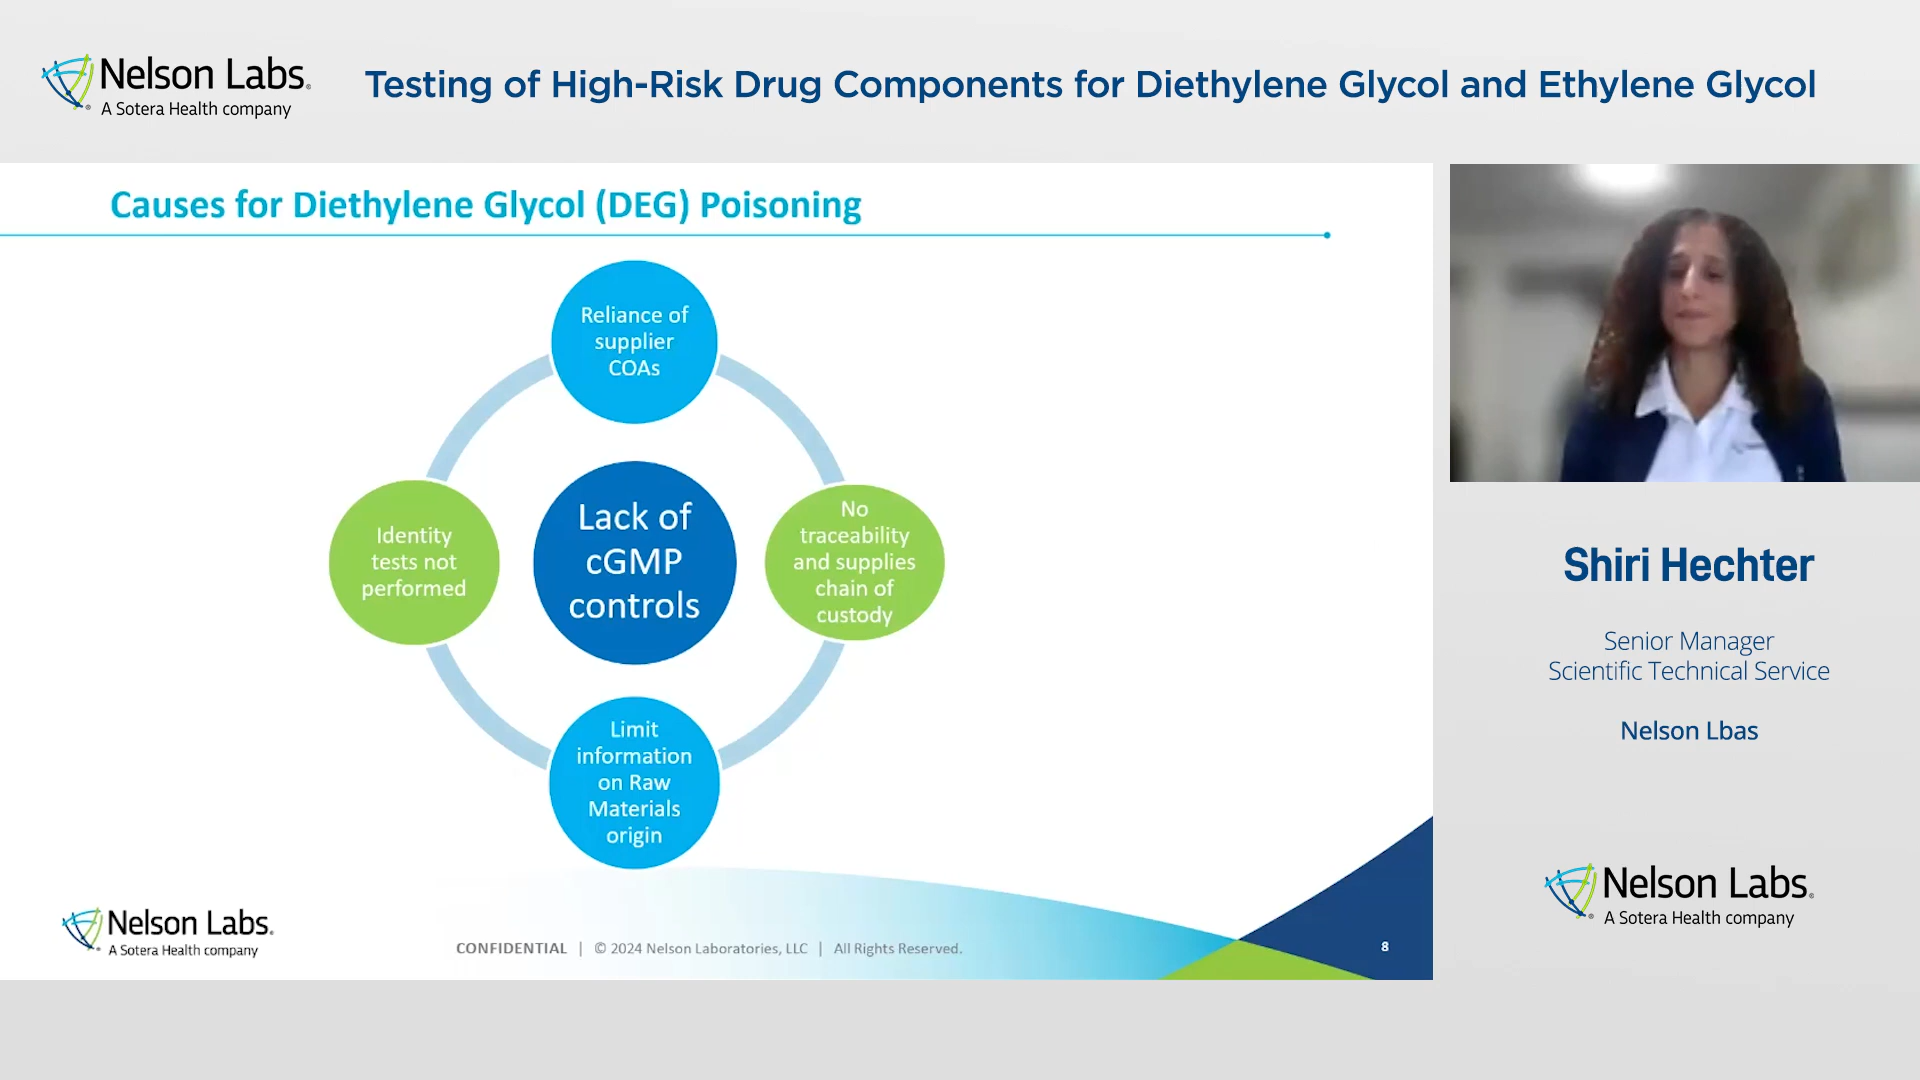 Nelson Labs.
A Sotera Health company
Testing of High-Risk Drug Components for Diethylene Glycol and Ethylene Glycol
Causes for Diethylene Glycol (DEG) Poisoning
Reliance of
supplier
COAs
Identity
tests not
performed
Lack of
cGMP
controls
No
traceability
and supplies
chain of
custody
Limit
information
on Raw
Materials
origin
Nelson Labs.
A Sotera Health company
CONFIDENTIAL | © 2024 Nelson Laboratories, LLC | All Rights Reserved.
8
Shiri Hechter
Senior Manager
Scientific Technical Service
Nelson Lbas
Nelson Labs.
A Sotera Health company